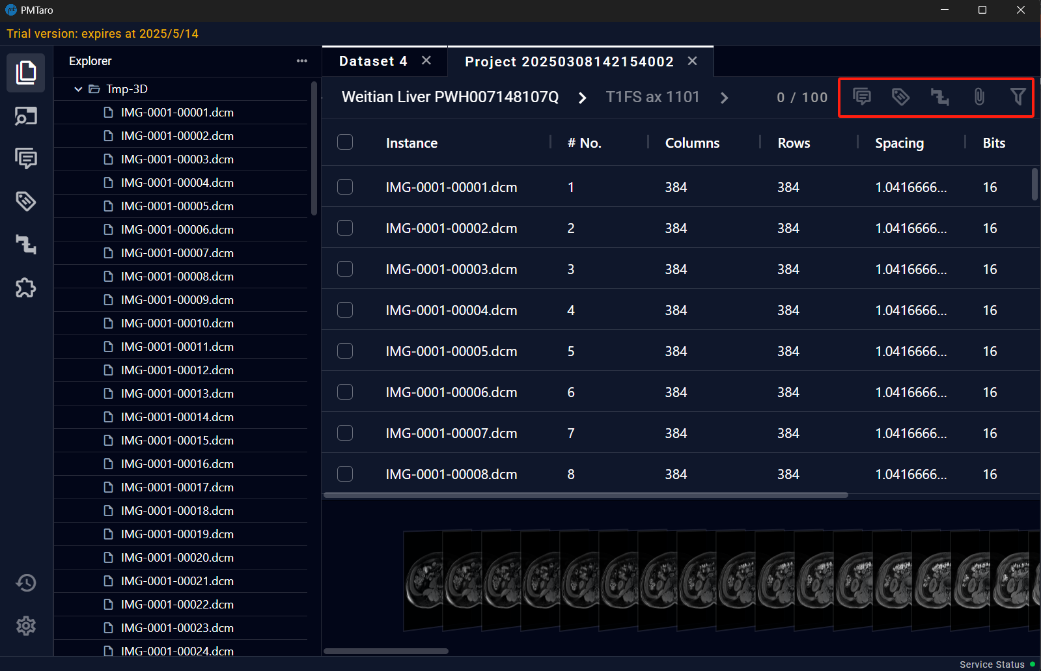 PMTaro
Trial version: expires at 2025/5/14
Explorer
Tmp-3D
IMG-0001-00001.dcm
IMG-0001-00002.dcm
IMG-0001-00003.dcm
IMG-0001-00004.dcm
IMG-0001-00005.dcm
IMG-0001-00006.dcm
IMG-0001-00007.dcm
IMG-0001-00008.dcm
IMG-0001-00009.dcm
IMG-0001-00010.dcm
IMG-0001-00011.dcm
IMG-0001-00012.dcm
IMG-0001-00013.dcm
IMG-0001-00014.dcm
IMG-0001-00015.dcm
IMG-0001-00016.dcm
IMG-0001-00017.dcm
IMG-0001-00018.dcm
IMG-0001-00019.dcm
IMG-0001-00020.dcm
IMG-0001-00021.dcm
IMG-0001-00022.dcm
IMG-0001-00023.dcm
IMG-0001-00024.dcm
Dataset 4 Project 20250308142154002
Weitian Liver PWH007148107Q T1FS ax 1101 0 / 100
Instance # No. Columns Rows Spacing Bits
IMG-0001-00001.dcm 1 384 384 1.0416666... 16
IMG-0001-00002.dcm 2 384 384 1.0416666... 16
IMG-0001-00003.dcm 3 384 384 1.0416666... 16
IMG-0001-00004.dcm 4 384 384 1.0416666... 16
IMG-0001-00005.dcm 5 384 384 1.0416666... 16
IMG-0001-00006.dcm 6 384 384 1.0416666... 16
IMG-0001-00007.dcm 7 384 384 1.0416666... 16
IMG-0001-00008.dcm 8 384 384 1.0416666... 16
Service Status